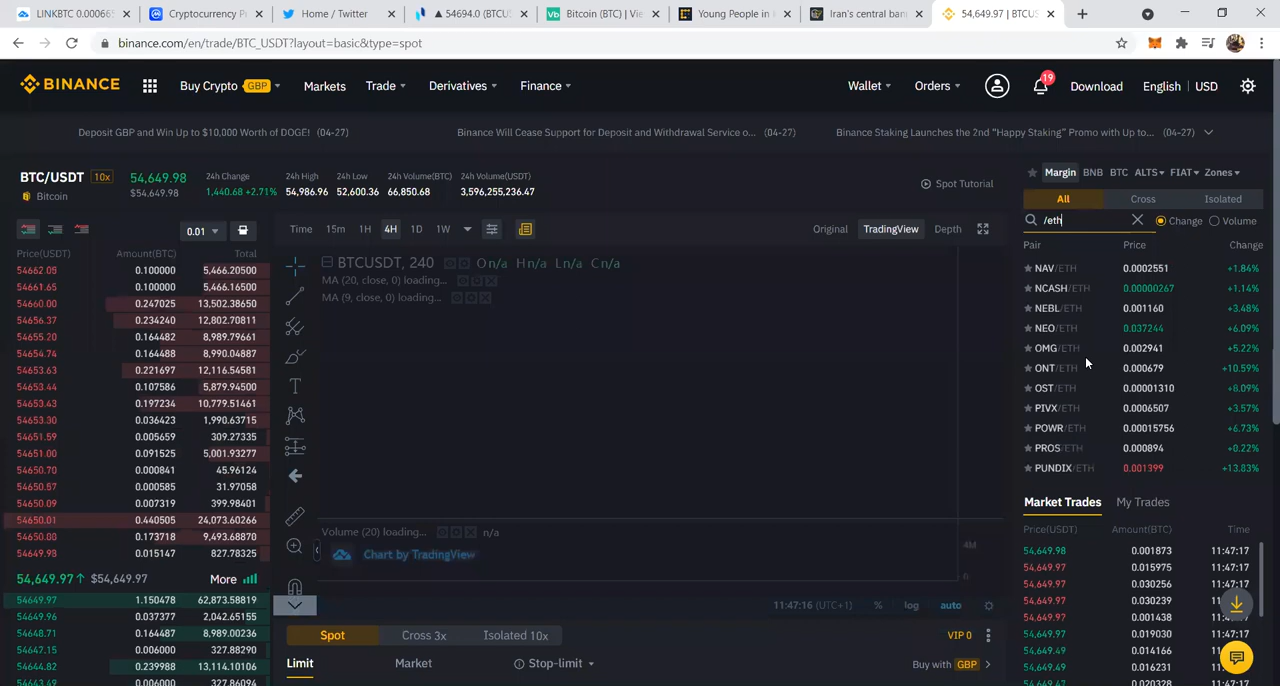 LINKBTC 0.00066
Cryptocurrency P
Home / Twitter
▲ 54694.0 (BTCU
Bitcoin (BTC) | Vie
Young People in
Iran's central ban
54,649.97 | BTCUS
binance.com/en/trade/BTC_USDT?layout=basic&type=spot
BINANCE
Buy Crypto GBP
Markets
Trade
Derivatives
Finance
Wallet
Orders
19
Download
English | USD
Deposit GBP and Win Up to $10,000 Worth of DOGE! (04-27)
Binance Will Cease Support for Deposit and Withdrawal Service o... (04-27)
Binance Staking Launches the 2nd "Happy Staking" Promo with Up to... (04-27)
BTC/USDT 10x
Bitcoin
54,649.98
$54,649.98
24h Change
1,440.68 +2.71%
24h High
54,986.96
24h Low
52,600.36
24h Volume(BTC)
66,850.68
24h Volume(USDT)
3,596,255,236.47
Spot Tutorial
Margin BNB BTC ALTS FIAT Zones
All Cross Isolated
/eth
Change Volume
Pair Price Change
NAV/ETH 0.0002551 +1.84%
NCASH/ETH 0.00000267 +1.14%
NEBL/ETH 0.001160 +3.48%
NEO/ETH 0.037244 +6.09%
OMG/ETH 0.002941 +5.22%
ONT/ETH 0.000679 +10.59%
OST/ETH 0.00001310 +8.09%
PIVX/ETH 0.0006507 +3.57%
POWR/ETH 0.00015756 +6.73%
PROS/ETH 0.000894 +0.22%
PUNDIX/ETH 0.001399 +13.83%
Market Trades My Trades
Price(USDT) Amount(BTC) Time
54,649.98 0.001873 11:47:17
54,649.97 0.015975 11:47:17
54,649.97 0.030256 11:47:17
54,649.97 0.030239 11:47:17
54,649.97 0.001438 11:47:17
54,649.98 0.019030 11:47:17
54,649.49 0.014166 11:47:17
54,649.49 0.016231 11:47:17
54,649.47 0.020328 11:47:17
0.01
Price(USDT) Amount(BTC) Total
54662.09 0.100000 5,466.20500
54661.65 0.100000 5,466.16500
54660.00 0.247025 13,502.38650
54656.37 0.234240 12,802.70811
54655.20 0.164482 8,989.79661
54654.74 0.164488 8,990.04887
54653.63 0.221697 12,116.54581
54653.44 0.107586 5,879.94500
54653.43 0.197234 10,779.51461
54653.30 0.036423 1,990.63715
54651.59 0.005659 309.27335
54651.00 0.091525 5,001.93277
54650.70 0.000841 45.96124
54650.57 0.000585 31.97058
54650.09 0.007319 399.98401
54650.01 0.440505 24,073.60266
54650.00 0.173718 9,493.68870
54649.98 0.015147 827.78325
54,649.97↑ $54,649.97 More
54649.97 1.150478 62,873.58819
54649.96 0.037377 2,042.65155
54648.71 0.164487 8,989.00236
54647.15 0.006000 327.88290
54644.82 0.239988 13,114.10106
54643.49 0.006000 327.86094
Time 15m 1H 4H 1D 1W
Original TradingView Depth
BTCUSDT, 240 On/a Hn/a Ln/a Cn/a
MA (20, close, 0) loading...
MA (9, close, 0) loading...
Volume (20) loading... n/a
Chart by TradingView
4M
0
11:47:16 (UTC+1) % log auto
Spot Cross 3x Isolated 10x
VIP 0
Limit Market Stop-limit
Buy with GBP